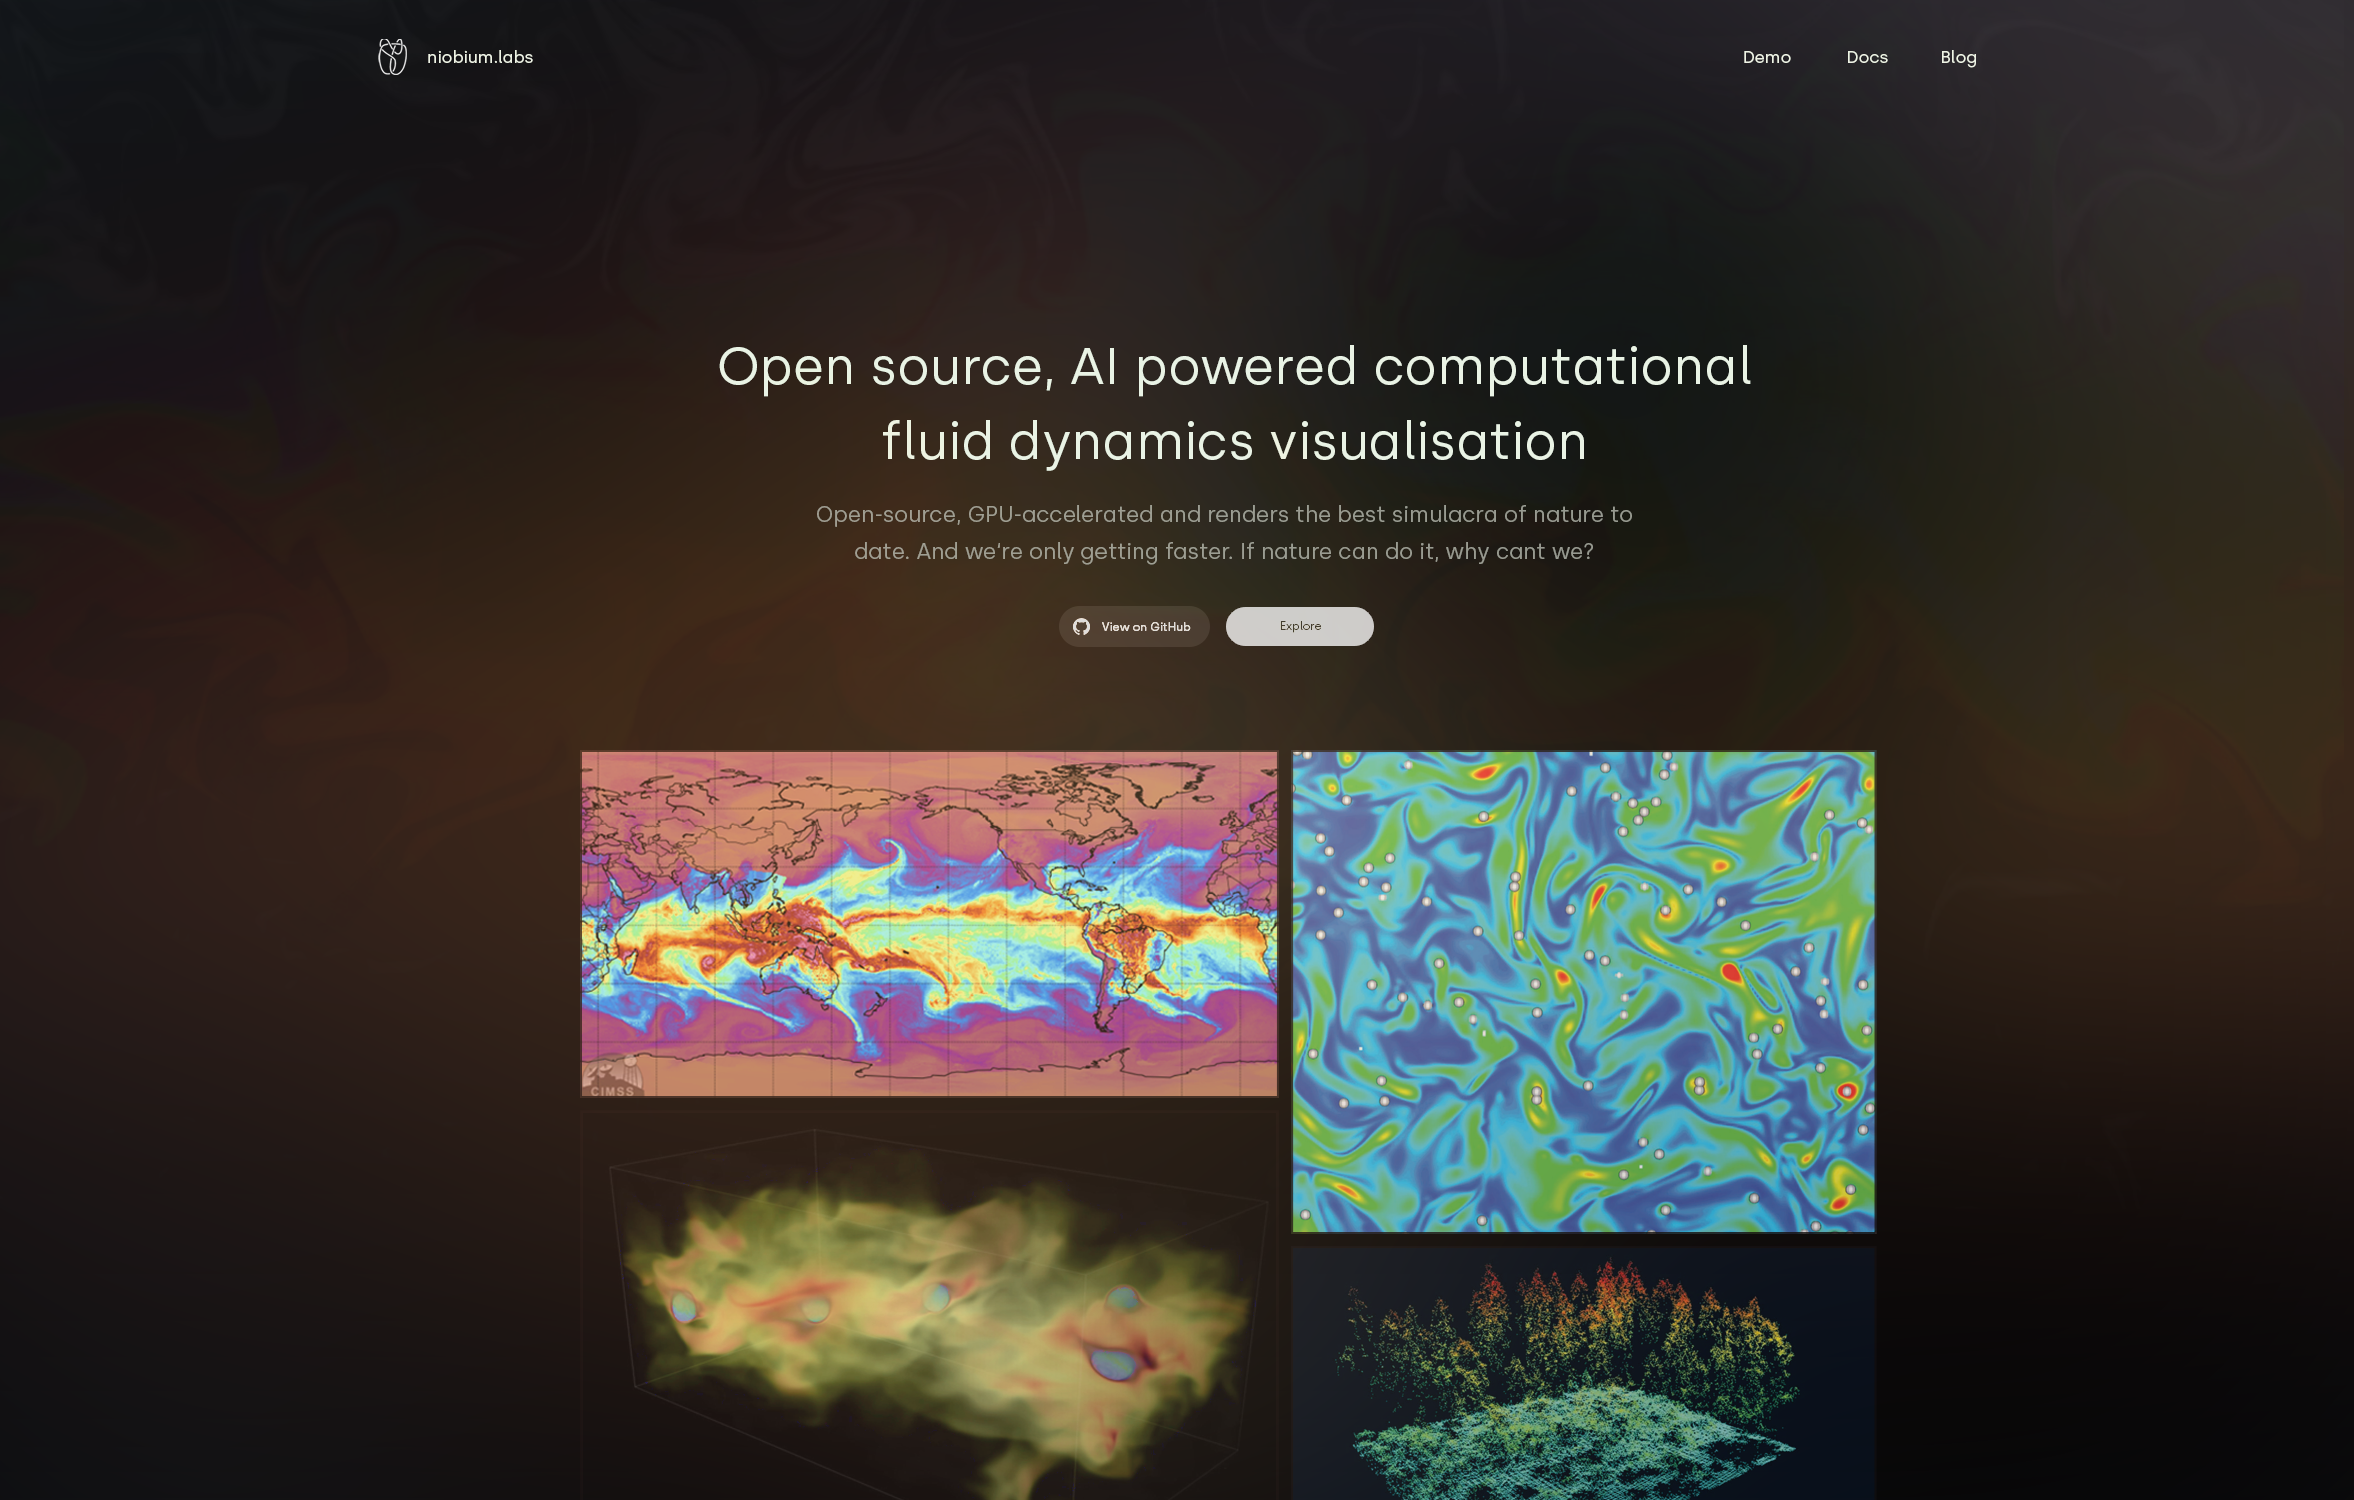 niobium.labs
Demo
Docs
Blog
Open source, AI powered computational
fluid dynamics visualisation
Open-source, GPU-accelerated and renders the best simulacra of nature to
date. And we're only getting faster. If nature can do it, why cant we?
View on GitHub
Explore
CIMSS